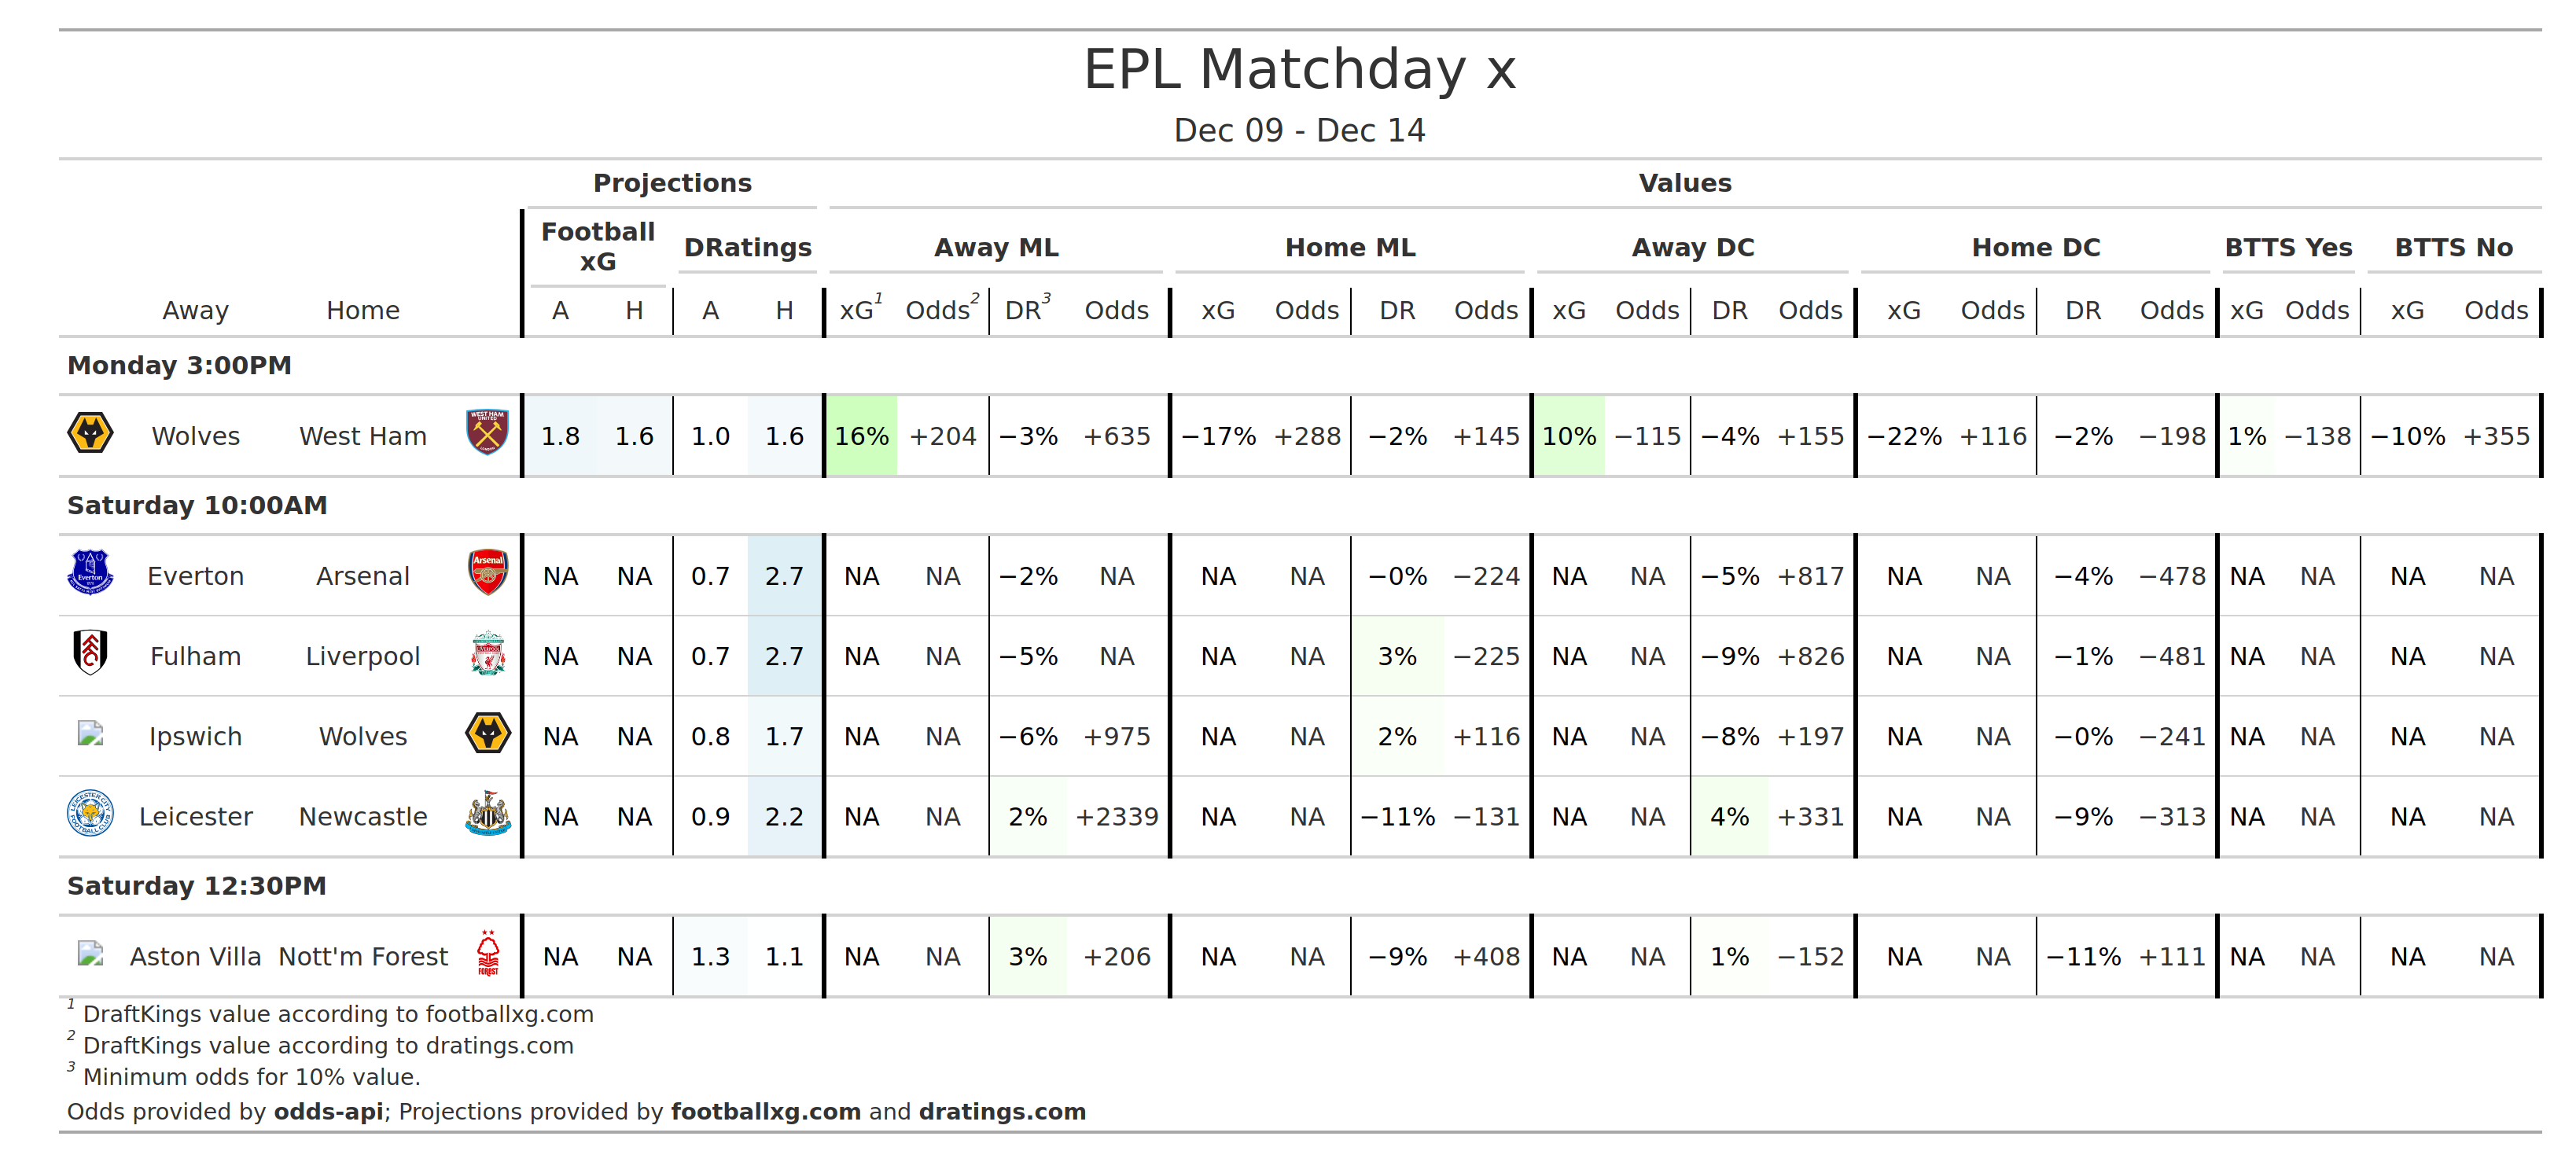 EPL Matchday x
Dec 09 - Dec 14
Projections Values
Football xG DRatings Away ML Home ML Away DC Home DC BTTS Yes BTTS No
Away Home A H A H xG1 Odds2 DR3 Odds xG Odds DR Odds xG Odds DR Odds xG Odds DR Odds xG Odds xG Odds
Monday 3:00PM
Wolves West Ham 1.8 1.6 1.0 1.6 16% +204 −3% +635 −17% +288 −2% +145 10% −115 −4% +155 −22% +116 −2% −198 1% −138 −10% +355
Saturday 10:00AM
Everton Arsenal NA NA 0.7 2.7 NA NA −2% NA NA NA −0% −224 NA NA −5% +817 NA NA −4% −478 NA NA NA NA
Fulham Liverpool NA NA 0.7 2.7 NA NA −5% NA NA NA 3% −225 NA NA −9% +826 NA NA −1% −481 NA NA NA NA
Ipswich Wolves NA NA 0.8 1.7 NA NA −6% +975 NA NA 2% +116 NA NA −8% +197 NA NA −0% −241 NA NA NA NA
Leicester Newcastle NA NA 0.9 2.2 NA NA 2% +2339 NA NA −11% −131 NA NA 4% +331 NA NA −9% −313 NA NA NA NA
Saturday 12:30PM
Aston Villa Nott'm Forest NA NA 1.3 1.1 NA NA 3% +206 NA NA −9% +408 NA NA 1% −152 NA NA −11% +111 NA NA NA NA
1 DraftKings value according to footballxg.com
2 DraftKings value according to dratings.com
3 Minimum odds for 10% value.
Odds provided by odds-api; Projections provided by footballxg.com and dratings.com